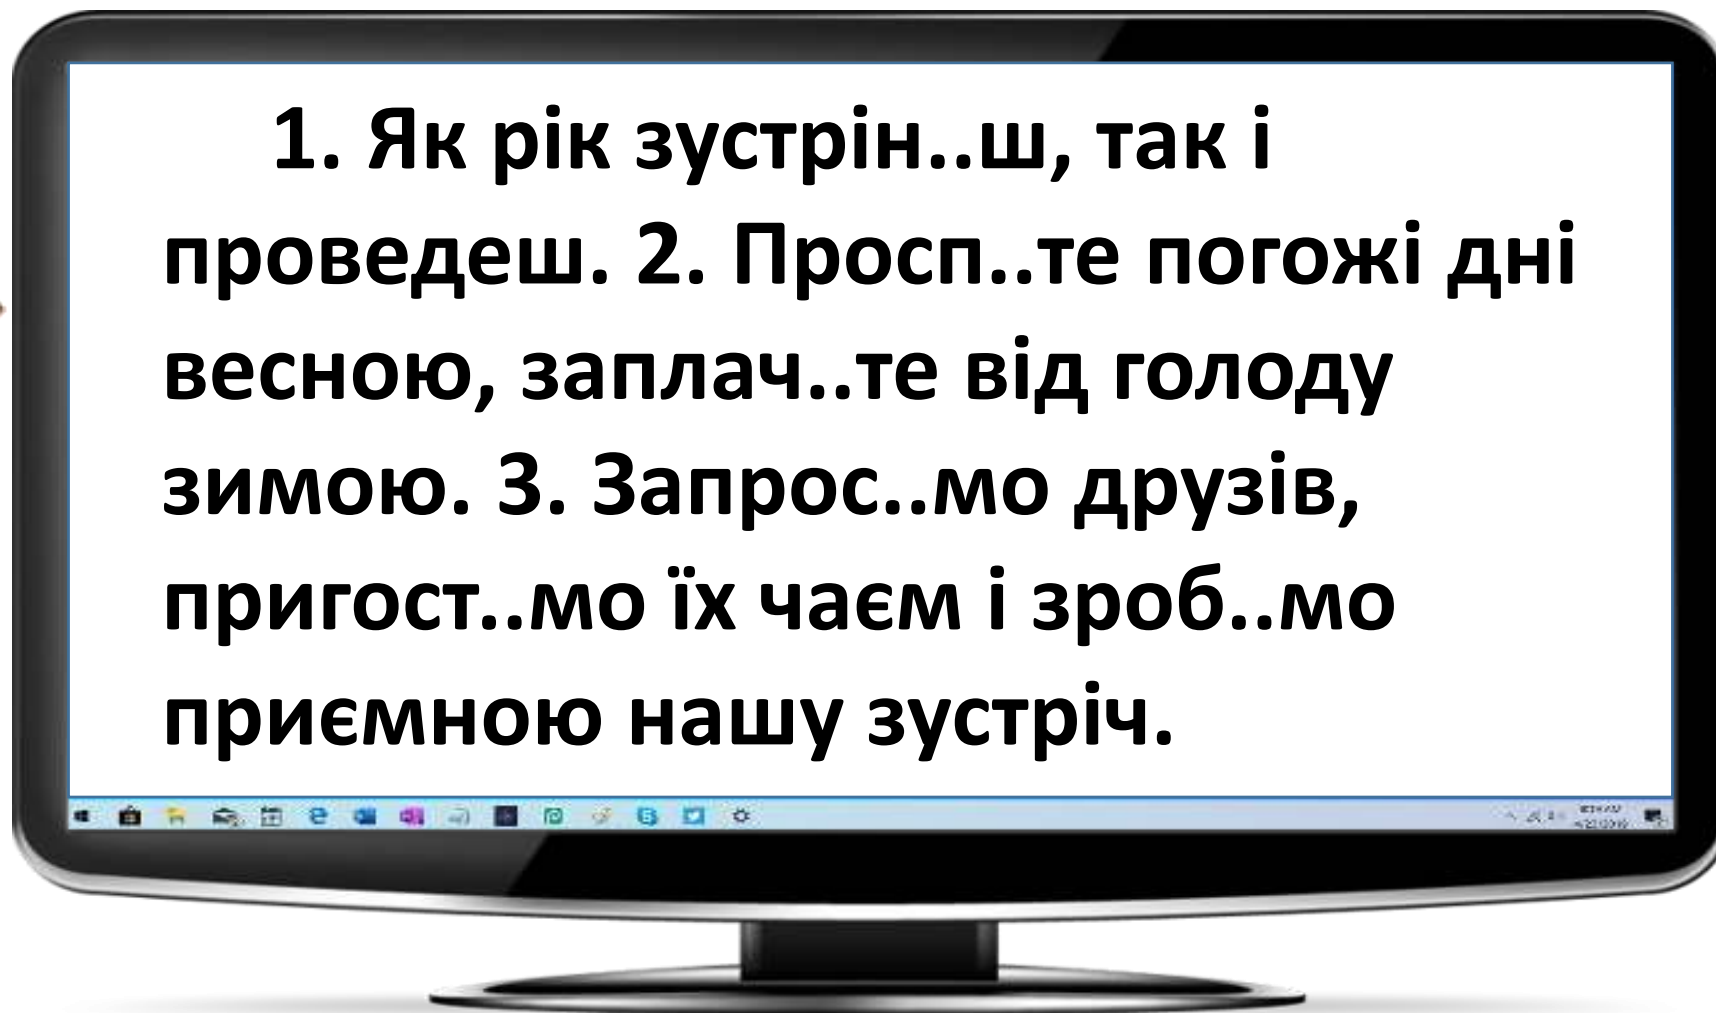 1. Як рік зустрін..ш, так і
проведеш. 2. Просп..те погожі дні
весною, заплач..те від голоду
зимою. 3. Запрос..мо друзів,
пригост..мо їх чаєм і зроб..мо
приємною нашу зустріч.